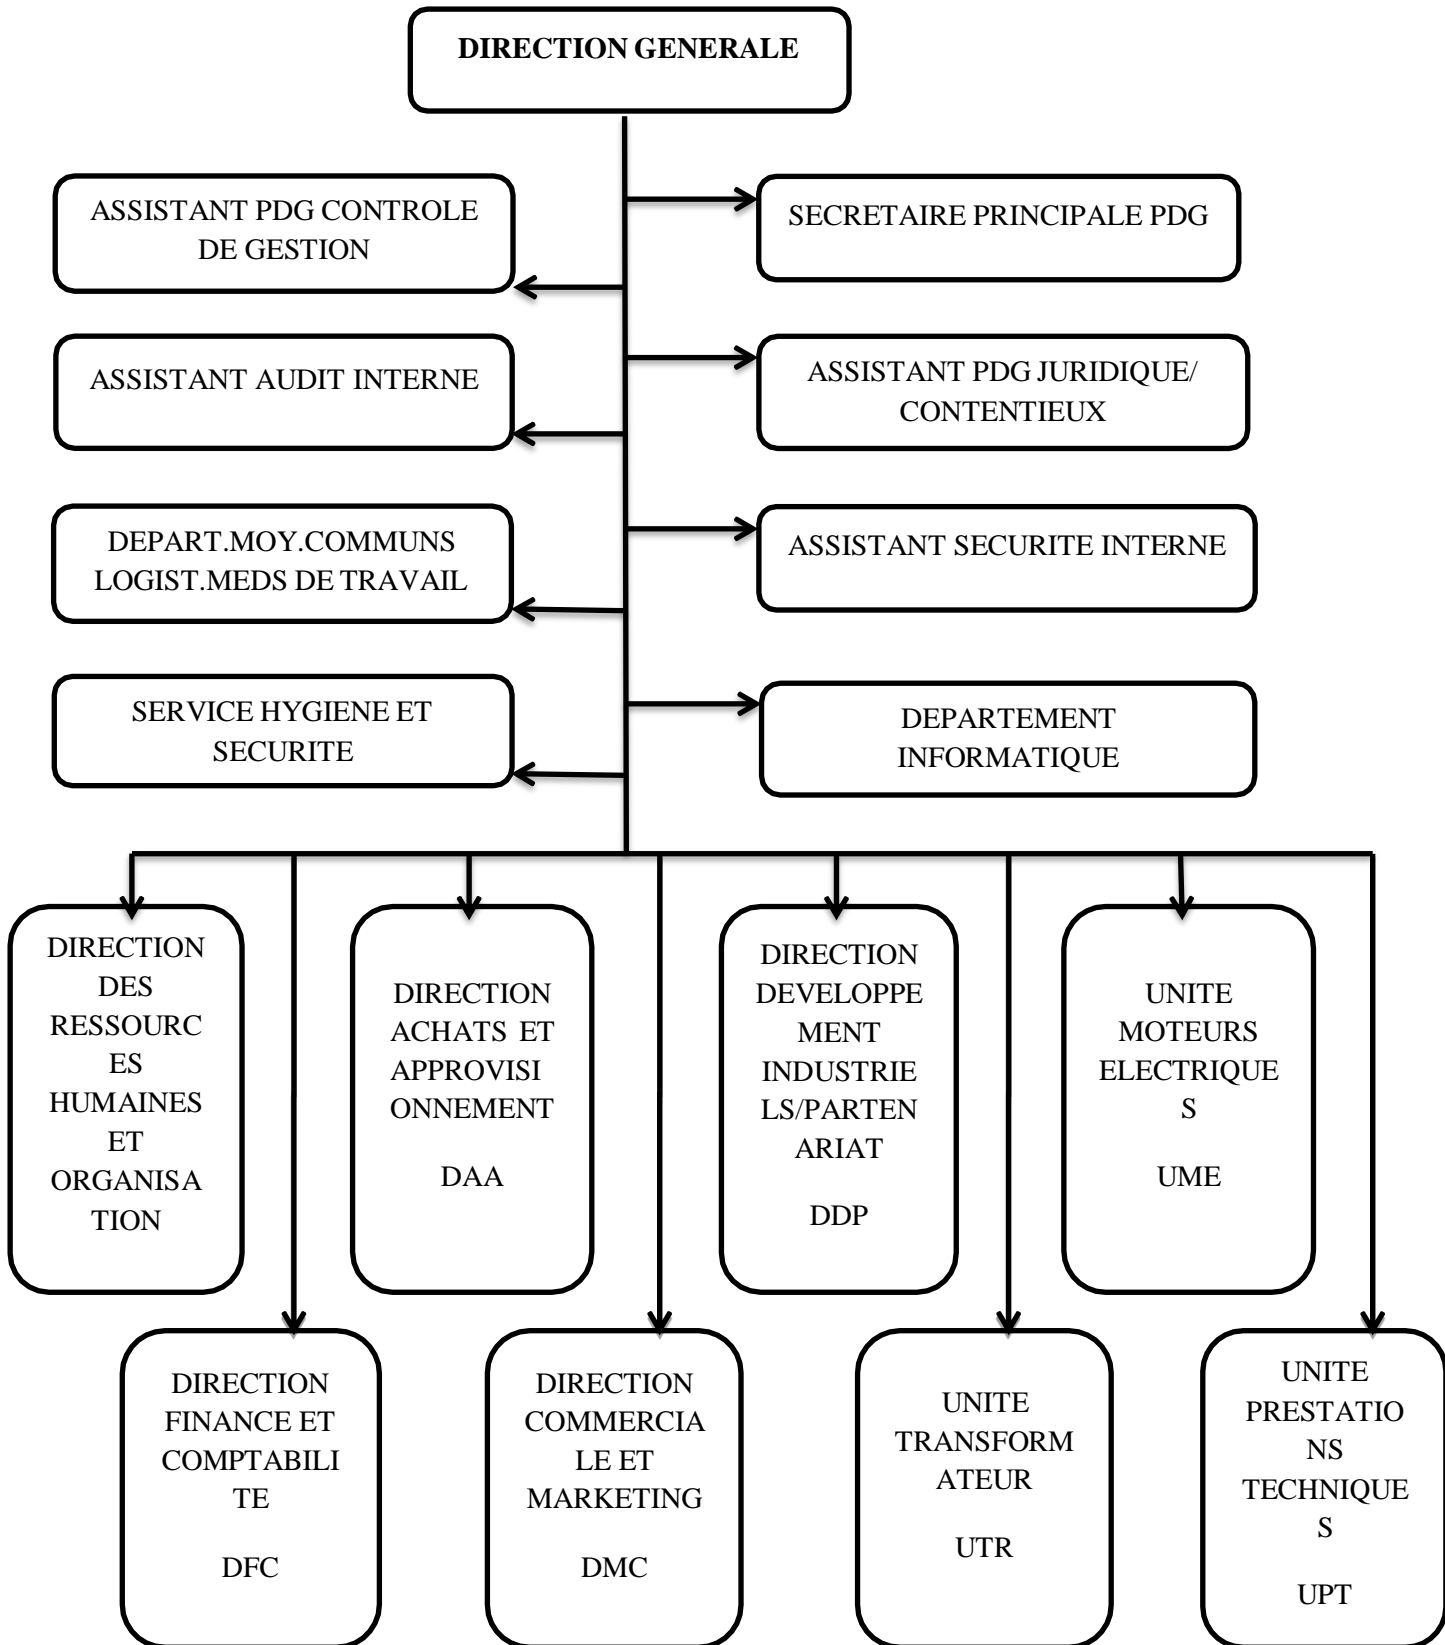 DIRECTION GENERALE
ASSISTANT PDG CONTROLE
DE GESTION
SECRETAIRE PRINCIPALE PDG
ASSISTANT AUDIT INTERNE
ASSISTANT PDG JURIDIQUE/
CONTENTIEUX
DEPART.MOY.COMMUNS
LOGIST.MEDS DE TRAVAIL
ASSISTANT SECURITE INTERNE
SERVICE HYGIENE ET
SECURITE
DEPARTEMENT
INFORMATIQUE
DIRECTION
DES
RESSOURC
ES
HUMAINES
ET
ORGANISA
TION
DIRECTION
ACHATS ET
APPROVISI
ONNEMENT
DAA
DIRECTION
DEVELOPPE
MENT
INDUSTRIE
LS/PARTEN
ARIAT
DDP
UNITE
MOTEURS
ELECTRIQUE
S
UME
DIRECTION
FINANCE ET
COMPTABILI
TE
DFC
DIRECTION
COMMERCIA
LE ET
MARKETING
DMC
UNITE
TRANSFORM
ATEUR
UTR
UNITE
PRESTATIO
NS
TECHNIQUE
S
UPT